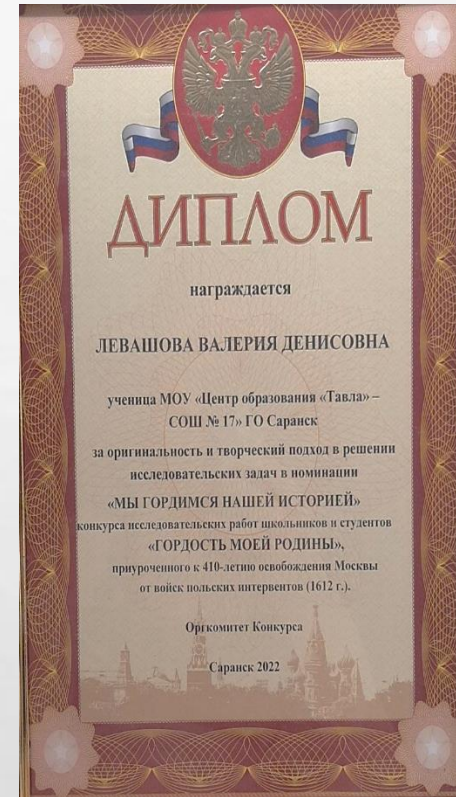 ДИПЛОМ
награждается
ЛЕВАШОВА ВАЛЕРИЯ ДЕНИСОВНА
ученица МОУ «Центр образования «Тавла» –
СОШ № 17» ГО Саранск
за оригинальность и творческий подход в решении
исследовательских задач в номинации
«МЫ ГОРДИМСЯ НАШЕЙ ИСТОРИЕЙ»
конкурса исследовательских работ школьников и студентов
«ГОРДОСТЬ МОЕЙ РОДИНЫ»,
приуроченного к 410-летию освобождения Москвы
от войск польских интервентов (1612 г.).
Оргкомитет Конкурса
Саранск 2022